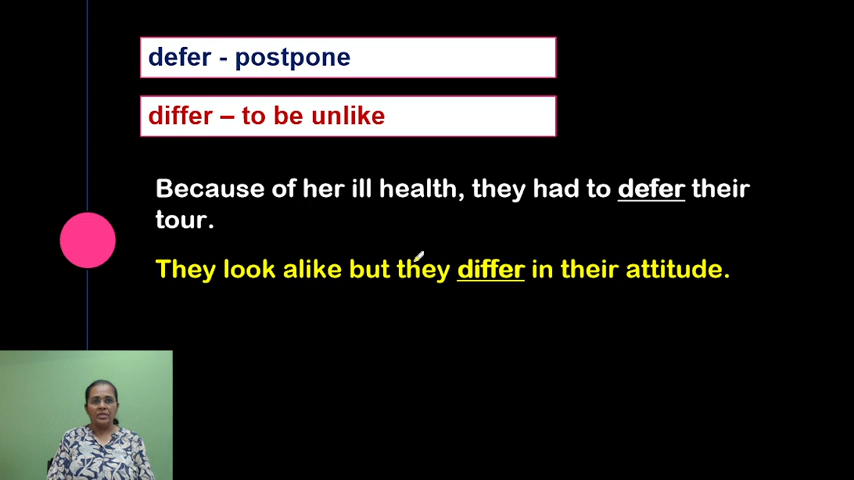 defer - postpone
differ – to be unlike
Because of her ill health, they had to defer their
tour.
They look alike but they differ in their attitude.